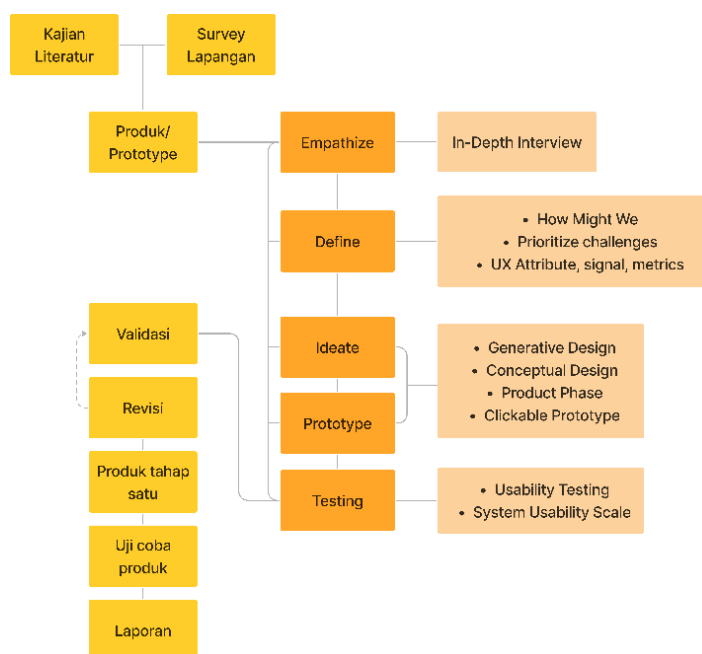 Kajian
Literatur
Survey
Lapangan
Produk/
Prototype
Empathize
In-Depth Interview
Define
• How Might We
• Prioritize challenges
• UX Attribute, signal, metrics
Validasi
Ideate
• Generative Design
• Conceptual Design
• Product Phase
• Clickable Prototype
Revisi
Prototype
Produk tahap
satu
Testing
• Usability Testing
• System Usability Scale
Uji coba
produk
Laporan